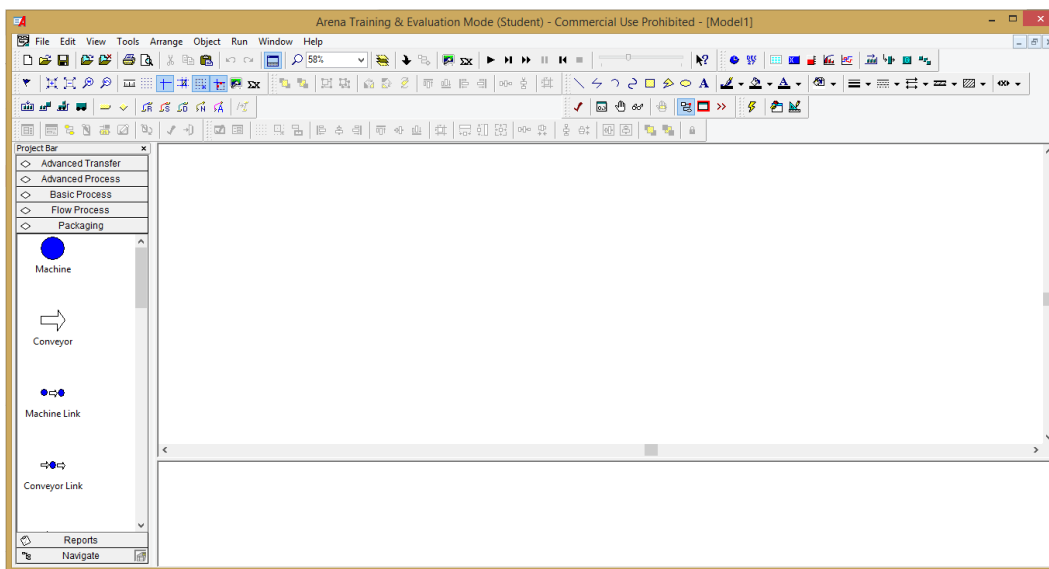 Arena Training & Evaluation Mode (Student) - Commercial Use Prohibited - [Model1]
File Edit View Tools Arrange Object Run Window Help
58%
Project Bar
Advanced Transfer
Advanced Process
Basic Process
Flow Process
Packaging
Machine
Conveyor
Machine Link
Conveyor Link
Reports
Navigate